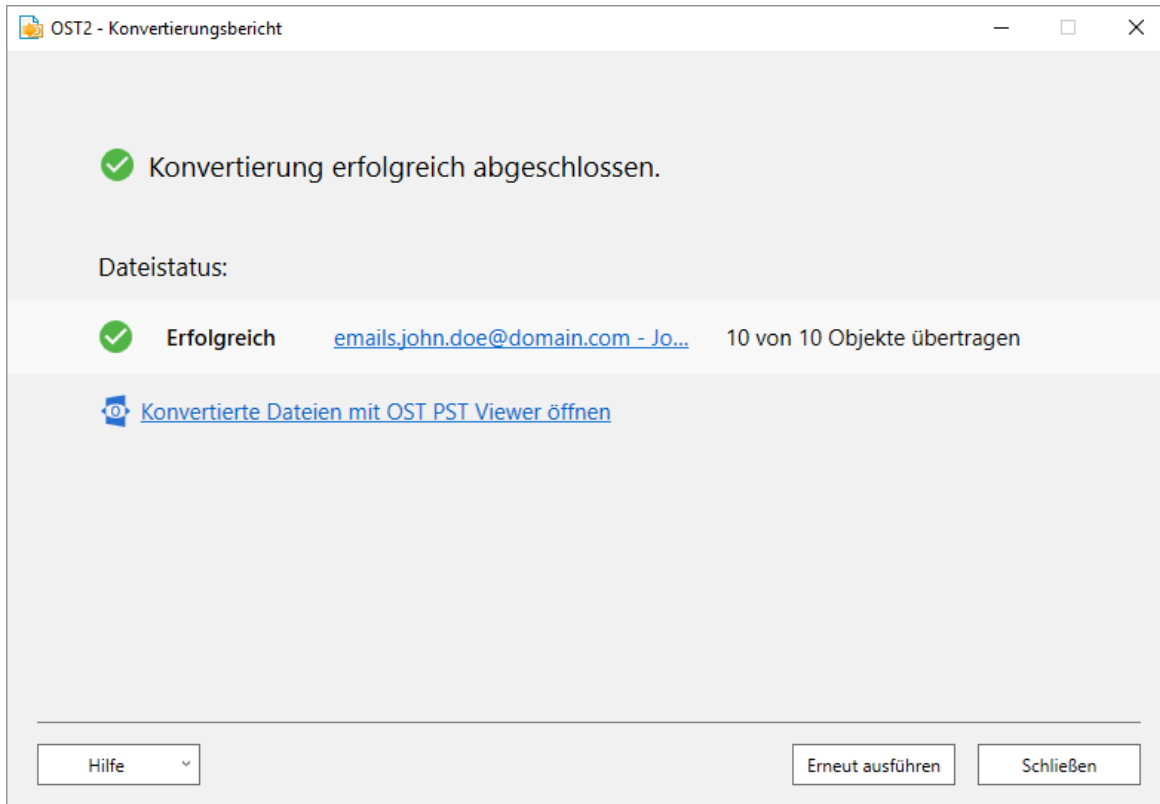 OST2 - Konvertierungsbericht
Konvertierung erfolgreich abgeschlossen.
Dateistatus:
Erfolgreich emails.john.doe@domain.com - Jo... 10 von 10 Objekte übertragen
Konvertierte Dateien mit OST PST Viewer öffnen
Hilfe Erneut ausführen Schließen